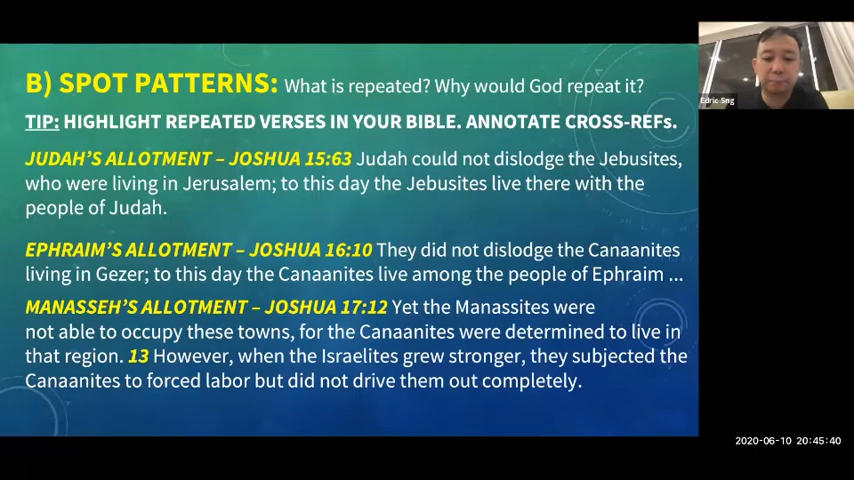 B) SPOT PATTERNS: What is repeated? Why would God repeat it?
TIP: HIGHLIGHT REPEATED VERSES IN YOUR BIBLE. ANNOTATE CROSS-REFs.
JUDAH'S ALLOTMENT – JOSHUA 15:63 Judah could not dislodge the Jebusites,
who were living in Jerusalem; to this day the Jebusites live there with the
people of Judah.
EPHRAIM'S ALLOTMENT – JOSHUA 16:10 They did not dislodge the Canaanites
living in Gezer; to this day the Canaanites live among the people of Ephraim ...
MANASSEH'S ALLOTMENT – JOSHUA 17:12 Yet the Manassites were
not able to occupy these towns, for the Canaanites were determined to live in
that region. 13 However, when the Israelites grew stronger, they subjected the
Canaanites to forced labor but did not drive them out completely.
Edric Sng
2020-06-10 20:45:40